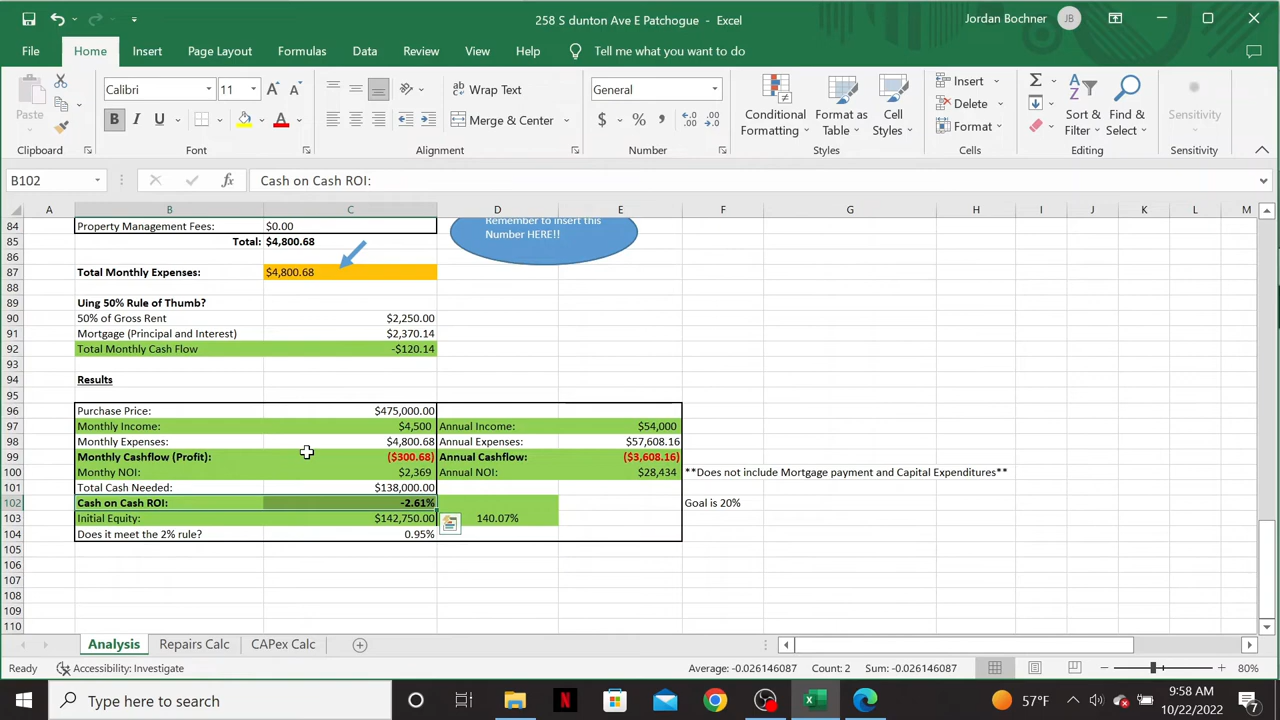 258 S dunton Ave E Patchogue - Excel
Jordan Bochner JB
File Home Insert Page Layout Formulas Data Review View Help Tell me what you want to do
Paste
Clipboard
Calibri 11
B I U
Font
Wrap Text
Merge & Center
Alignment
General
$ % ,
Number
Conditional Formatting
Format as Table
Cell Styles
Styles
Insert
Delete
Format
Cells
Sort & Filter
Find & Select
Editing
Sensitivity
Sensitivity
B102 fx Cash on Cash ROI:
A B C D E F G H I J K L M
84 Property Management Fees: $0.00
Remember to insert this
Number HERE!!
85 Total: $4,800.68
86
87 Total Monthly Expenses: $4,800.68
88
89 Uing 50% Rule of Thumb?
90 50% of Gross Rent $2,250.00
91 Mortgage (Principal and Interest) $2,370.14
92 Total Monthly Cash Flow -$120.14
93
94 Results
95
96 Purchase Price: $475,000.00
97 Monthly Income: $4,500 Annual Income: $54,000
98 Monthly Expenses: $4,800.68 Annual Expenses: $57,608.16
99 Monthly Cashflow (Profit): ($300.68) Annual Cashflow: ($3,608.16)
100 Monthy NOI: $2,369 Annual NOI: $28,434 **Does not include Mortgage payment and Capital Expenditures**
101 Total Cash Needed: $138,000.00
102 Cash on Cash ROI: -2.61% Goal is 20%
103 Initial Equity: $142,750.00 140.07%
104 Does it meet the 2% rule? 0.95%
105
106
107
108
109
110
Analysis Repairs Calc CAPex Calc
Ready Accessibility: Investigate Average: -0.026146087 Count: 2 Sum: -0.026146087 80%
Type here to search
57°F
9:58 AM
10/22/2022
7